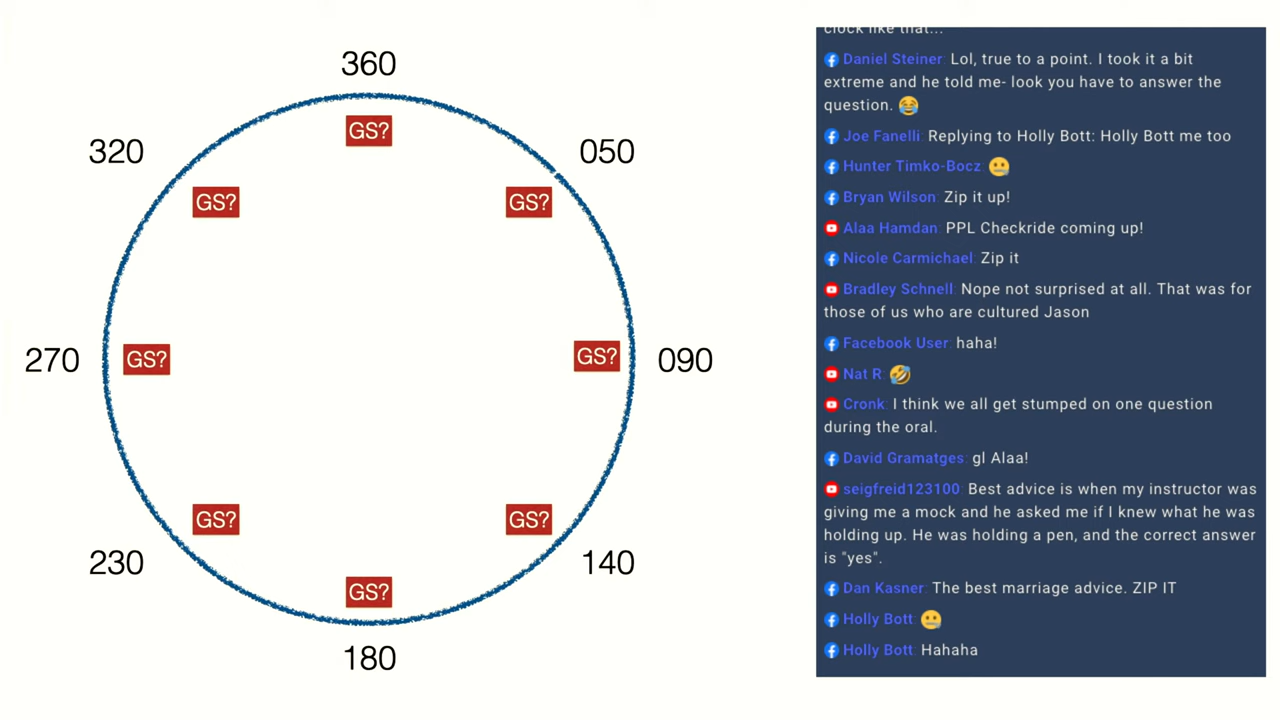 360
320
050
GS?
GS?
GS?
270
GS?
GS?
090
GS?
GS?
230
140
GS?
180
clock like that...
Daniel Steiner: Lol, true to a point. I took it a bit
extreme and he told me- look you have to answer the
question. 😂
Joe Fanelli: Replying to Holly Bott: Holly Bott me too
Hunter Timko-Bocz: 🤐
Bryan Wilson: Zip it up!
Alaa Hamdan: PPL Checkride coming up!
Nicole Carmichael: Zip it
Bradley Schnell: Nope not surprised at all. That was for
those of us who are cultured Jason
Facebook User: haha!
Nat R: 🤣
Cronk: I think we all get stumped on one question
during the oral.
David Gramatges: gl Alaa!
seigfreid123100: Best advice is when my instructor was
giving me a mock and he asked me if I knew what he was
holding up. He was holding a pen, and the correct answer
is "yes".
Dan Kasner: The best marriage advice. ZIP IT
Holly Bott: 🤐
Holly Bott: Hahaha